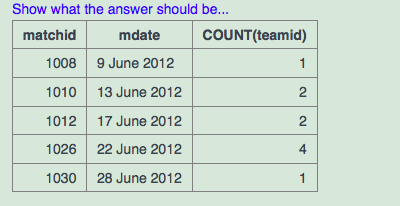 Show what the answer should be...
matchid mdate COUNT(teamid)
1008 9 June 2012 1
1010 13 June 2012 2
1012 17 June 2012 2
1026 22 June 2012 4
1030 28 June 2012 1